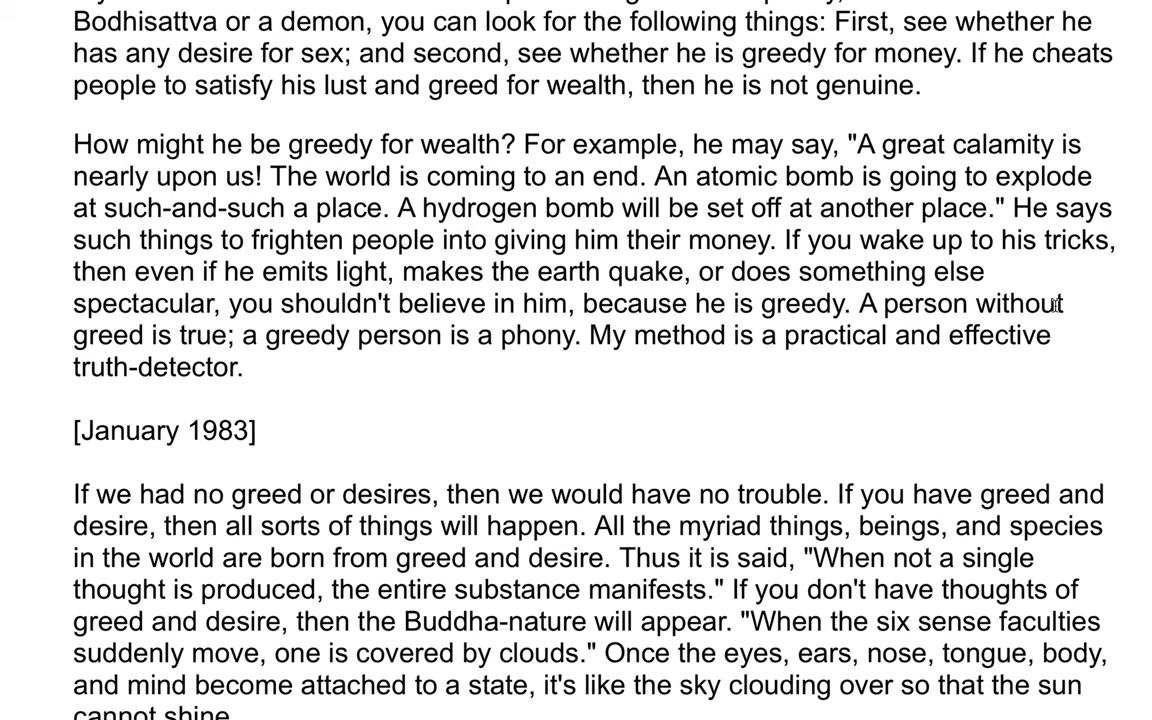 Bodhisattva or a demon, you can look for the following things: First, see whether he
has any desire for sex; and second, see whether he is greedy for money. If he cheats
people to satisfy his lust and greed for wealth, then he is not genuine.
How might he be greedy for wealth? For example, he may say, "A great calamity is
nearly upon us! The world is coming to an end. An atomic bomb is going to explode
at such-and-such a place. A hydrogen bomb will be set off at another place." He says
such things to frighten people into giving him their money. If you wake up to his tricks,
then even if he emits light, makes the earth quake, or does something else
spectacular, you shouldn't believe in him, because he is greedy. A person without
greed is true; a greedy person is a phony. My method is a practical and effective
truth-detector.
[January 1983]
If we had no greed or desires, then we would have no trouble. If you have greed and
desire, then all sorts of things will happen. All the myriad things, beings, and species
in the world are born from greed and desire. Thus it is said, "When not a single
thought is produced, the entire substance manifests." If you don't have thoughts of
greed and desire, then the Buddha-nature will appear. "When the six sense faculties
suddenly move, one is covered by clouds." Once the eyes, ears, nose, tongue, body,
and mind become attached to a state, it's like the sky clouding over so that the sun
cannot shine